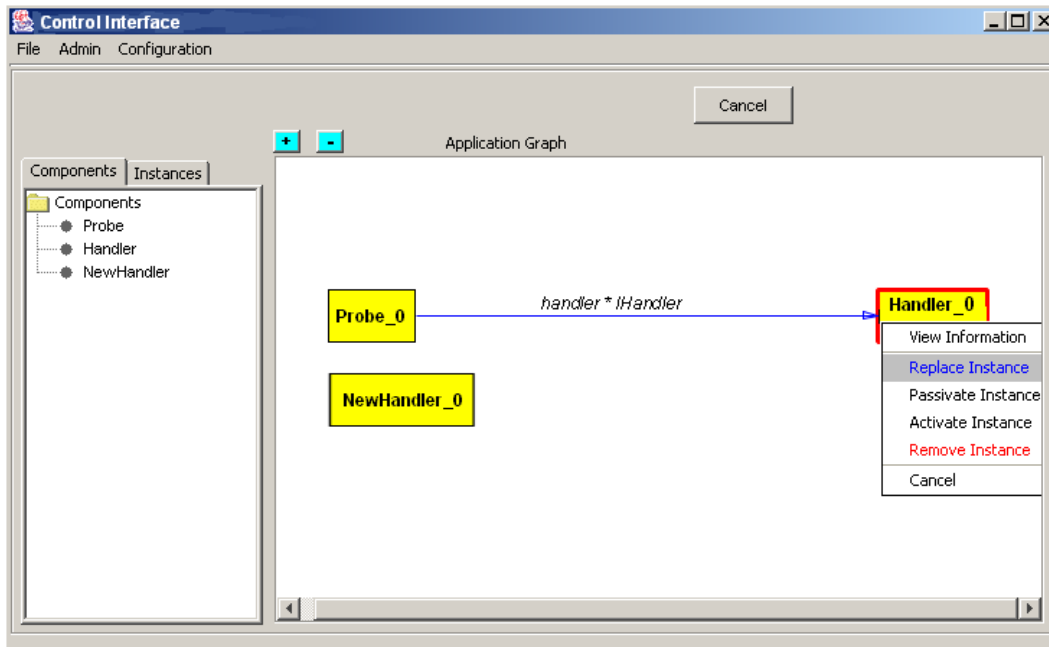 Control Interface
File Admin Configuration
Cancel
+ - Application Graph
Components Instances
Components
Probe
Handler
NewHandler
Probe_0
handler * IHandler
Handler_0
NewHandler_0
View Information
Replace Instance
Passivate Instance
Activate Instance
Remove Instance
Cancel